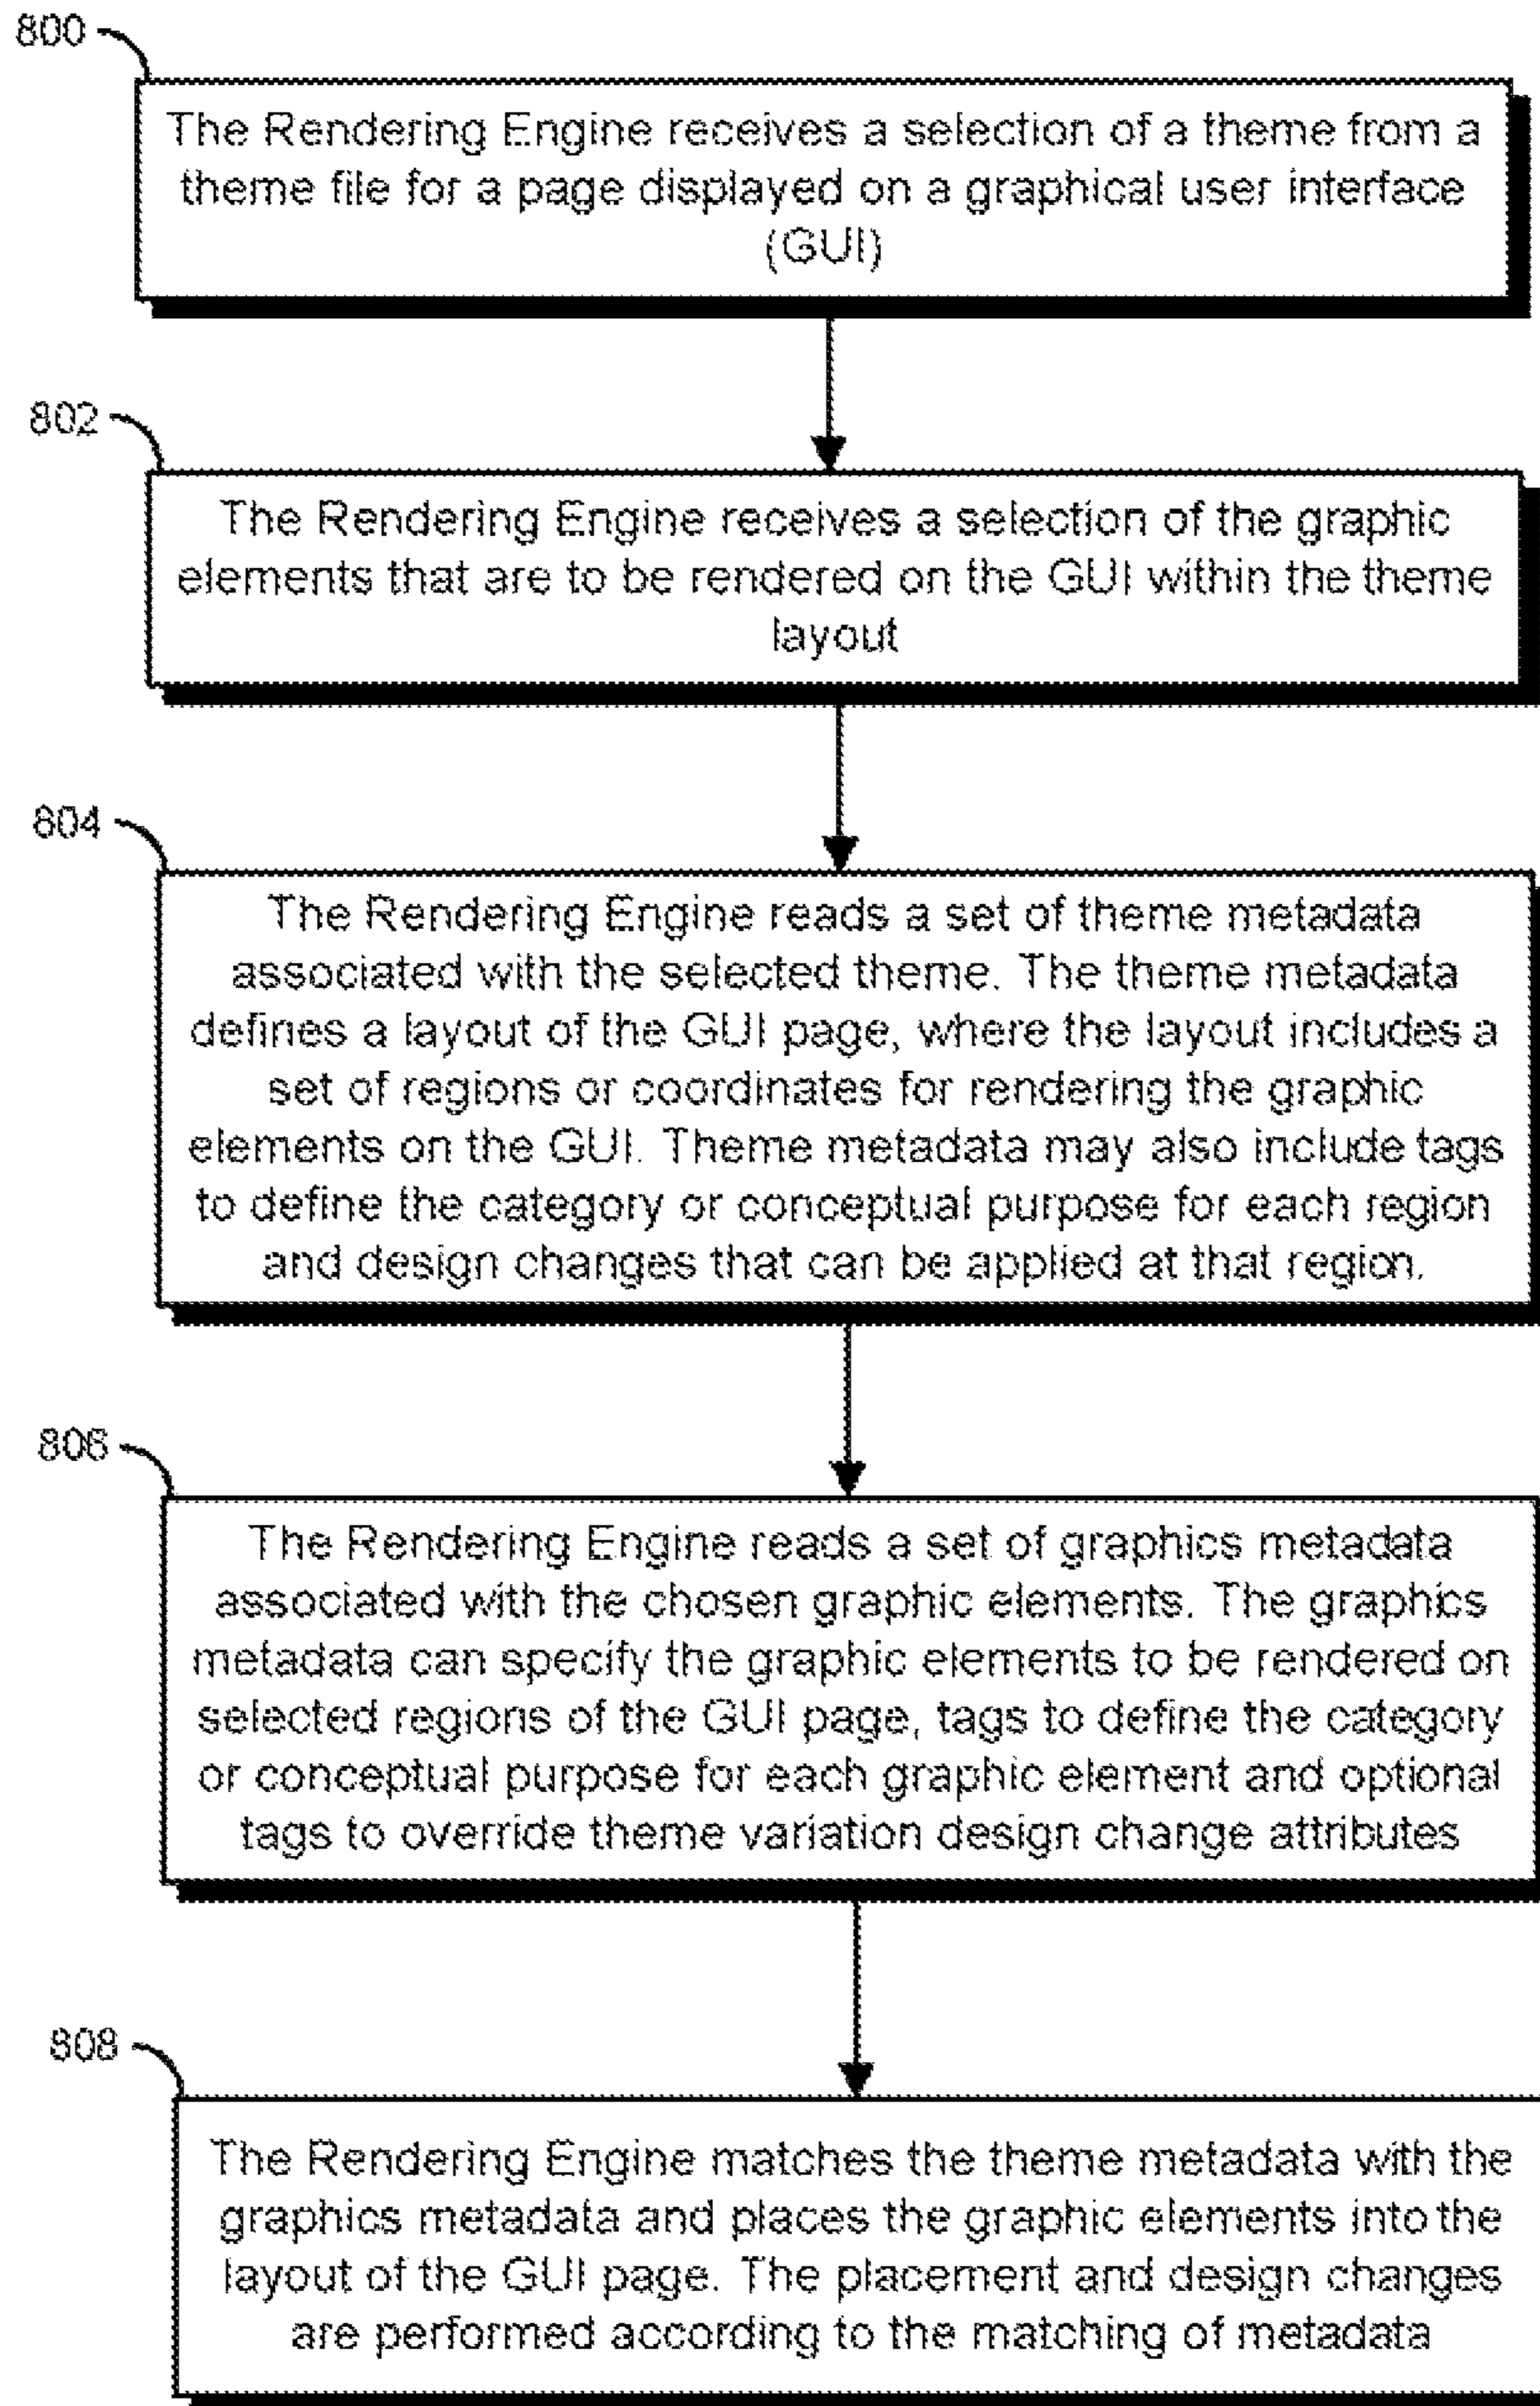 800
The Rendering Engine receives a selection of a theme from a
theme file for a page displayed on a graphical user interface
(GUI)
802
The Rendering Engine receives a selection of the graphic
elements that are to be rendered on the GUI within the theme
layout
804
The Rendering Engine reads a set of theme metadata
associated with the selected theme. The theme metadata
defines a layout of the GUI page, where the layout includes a
set of regions or coordinates for rendering the graphic
elements on the GUI. Theme metadata may also include tags
to define the category or conceptual purpose for each region
and design changes that can be applied at that region.
806
The Rendering Engine reads a set of graphics metadata
associated with the chosen graphic elements. The graphics
metadata can specify the graphic elements to be rendered on
selected regions of the GUI page, tags to define the category
or conceptual purpose for each graphic element and optional
tags to override theme variation design change attributes
808
The Rendering Engine matches the theme metadata with the
graphics metadata and places the graphic elements into the
layout of the GUI page. The placement and design changes
are performed according to the matching of metadata